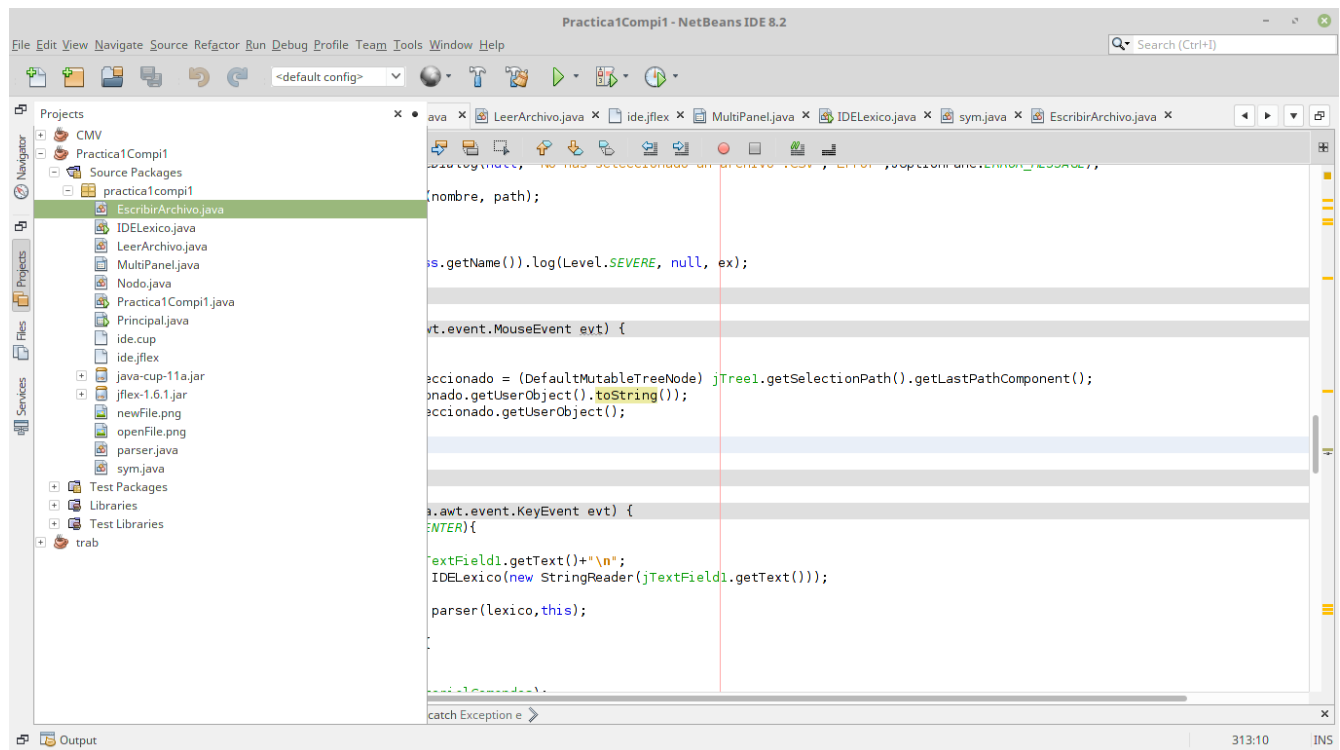 Practica1Compi1 - NetBeans IDE 8.2
File Edit View Navigate Source Refactor Run Debug Profile Team Tools Window Help
Search (Ctrl+I)
<default config>
Projects
ava
LeerArchivo.java
ide.jflex
MultiPanel.java
IDELexico.java
sym.java
EscribirArchivo.java
Navigator
Projects
Files
Services
CMV
Practica1Compi1
Source Packages
practica1compi1
EscribirArchivo.java
IDELexico.java
LeerArchivo.java
MultiPanel.java
Nodo.java
Practica1Compi1.java
Principal.java
ide.cup
ide.jflex
java-cup-11a.jar
jflex-1.6.1.jar
newFile.png
openFile.png
parser.java
sym.java
Test Packages
Libraries
Test Libraries
trab
(nombre, path);
ss.getName()).log(Level.SEVERE, null, ex);
wt.event.MouseEvent evt) {
eccionado = (DefaultMutableTreeNode) jTree1.getSelectionPath().getLastPathComponent();
onado.getUserObject().toString());
eccionado.getUserObject();
a.awt.event.KeyEvent evt) {
ENTER){
TextField1.getText()+"\n";
IDELexico(new StringReader(jTextField1.getText()));
parser(lexico,this);
{
catch Exception e
Output
313:10
INS